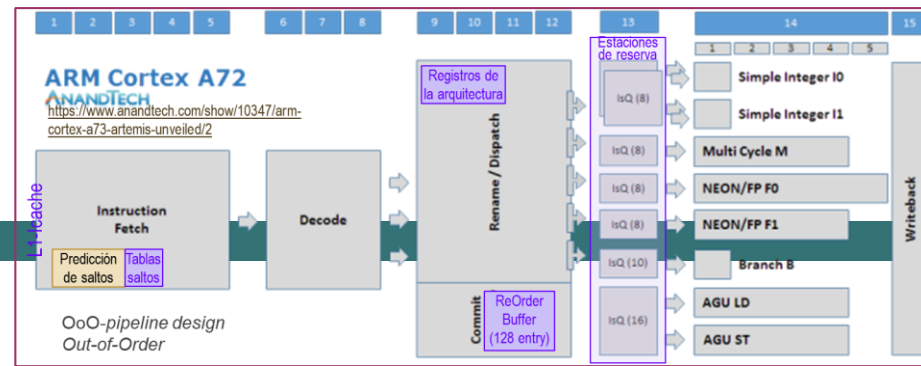 1 2 3 4 5 6 7 8 9 10 11 12 13 14 15
Estaciones
de reserva
1 2 3 4 5
ARM Cortex A72
ANANDTECH
https://www.anandtech.com/show/10347/arm-
cortex-a73-artemis-unveiled/2
Registros de
la arquitectura
IsQ (8)
Simple Integer I0
Simple Integer I1
IsQ (8)
Multi Cycle M
IsQ (8)
NEON/FP F0
IsQ (8)
NEON/FP F1
IsQ (10)
Branch B
IsQ (16)
AGU LD
AGU ST
L1-Icache
Instruction
Fetch
Decode
Rename / Dispatch
Writeback
Predicción
de saltos
Tablas
saltos
Commit
ReOrder
Buffer
(128 entry)
OoO-pipeline design
Out-of-Order